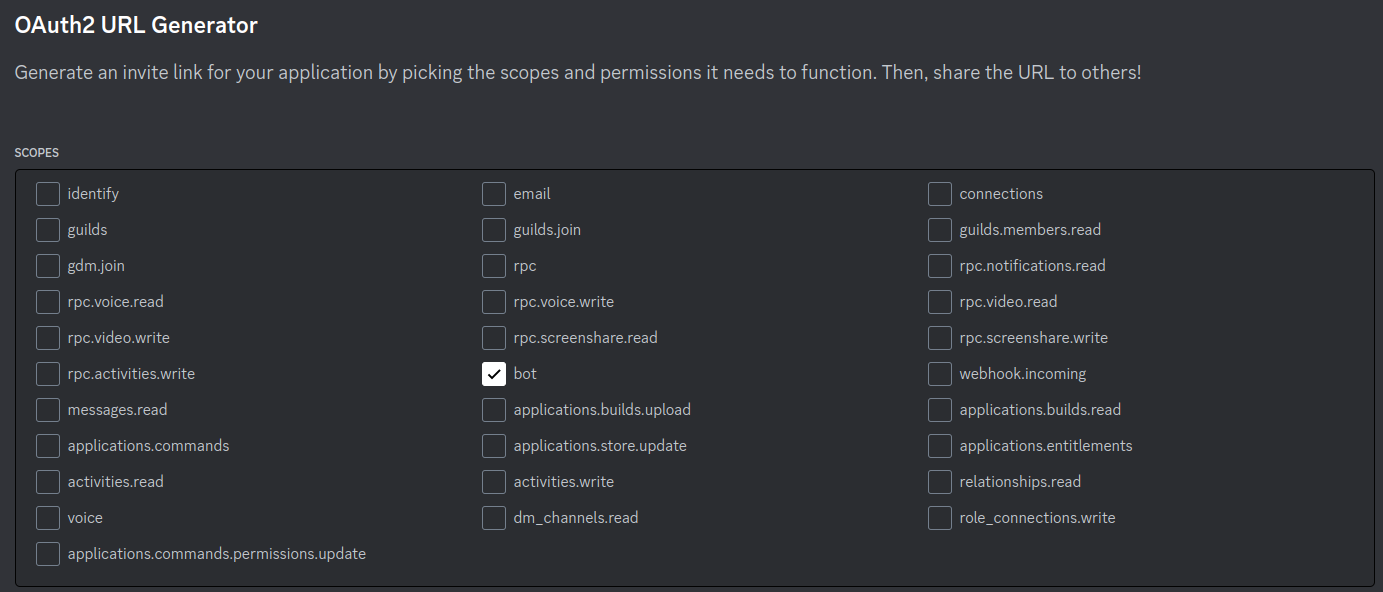 OAuth2 URL Generator
Generate an invite link for your application by picking the scopes and permissions it needs to function. Then, share the URL to others!
SCOPES
identify
email
connections
guilds
guilds.join
guilds.members.read
gdm.join
rpc
rpc.notifications.read
rpc.voice.read
rpc.voice.write
rpc.video.read
rpc.video.write
rpc.screenshare.read
rpc.screenshare.write
rpc.activities.write
bot
webhook.incoming
messages.read
applications.builds.upload
applications.builds.read
applications.commands
applications.store.update
applications.entitlements
activities.read
activities.write
relationships.read
voice
dm_channels.read
role_connections.write
applications.commands.permissions.update